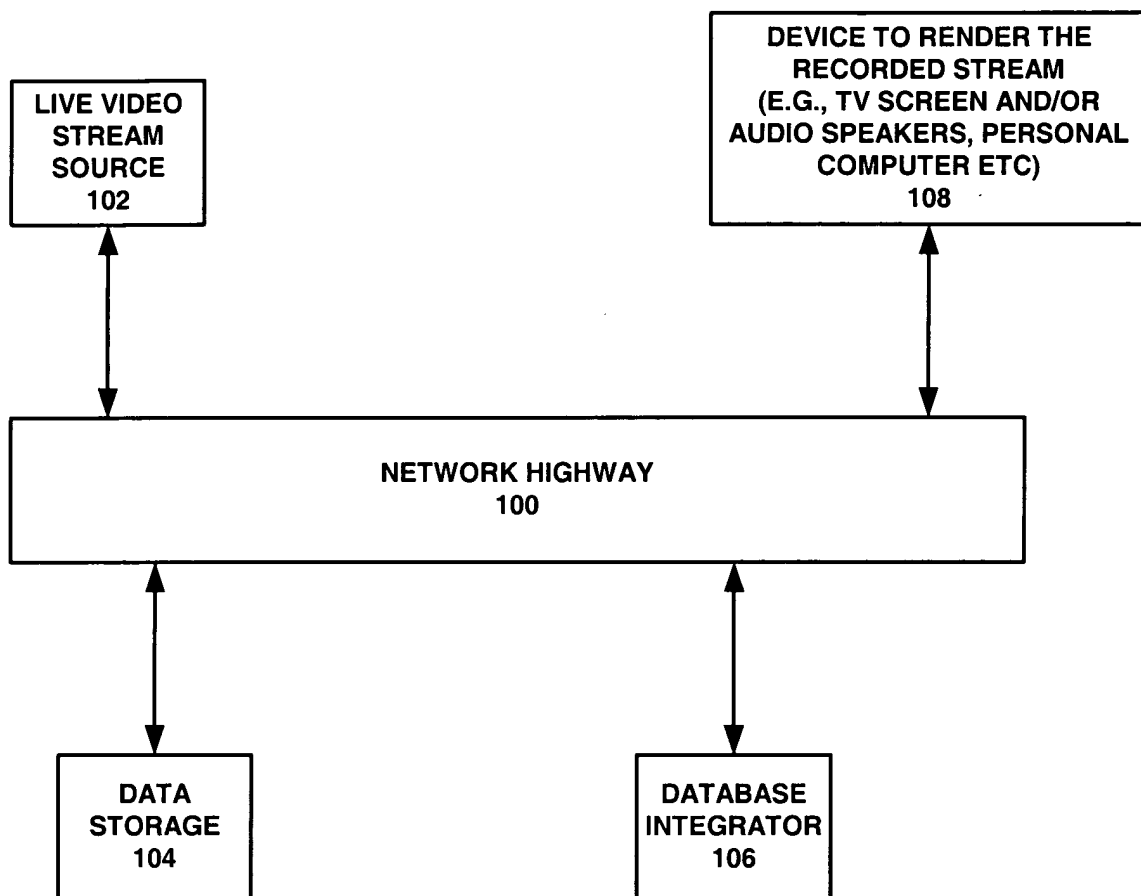 LIVE VIDEO
STREAM
SOURCE
102
DEVICE TO RENDER THE
RECORDED STREAM
(E.G., TV SCREEN AND/OR
AUDIO SPEAKERS, PERSONAL
COMPUTER ETC)
108
NETWORK HIGHWAY
100
DATA
STORAGE
104
DATABASE
INTEGRATOR
106